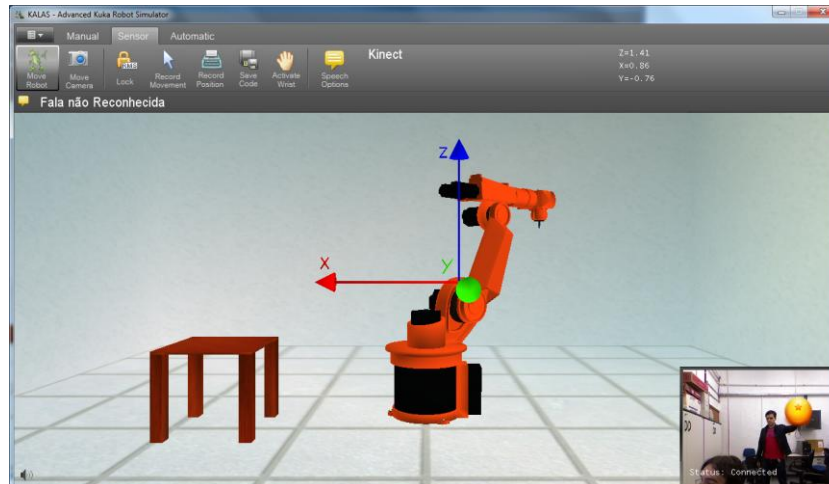 KALAS - Advanced Kuka Robot Simulator
Manual
Sensor
Automatic
Move
Robot
Move
Camera
Lock
Record
Movement
Record
Position
Save
Code
Activate
Wrist
Speech
Options
Kinect
Z=1.41
X=0.86
Y=-0.76
Fala não Reconhecida
Z
X
Y
Status: Connected